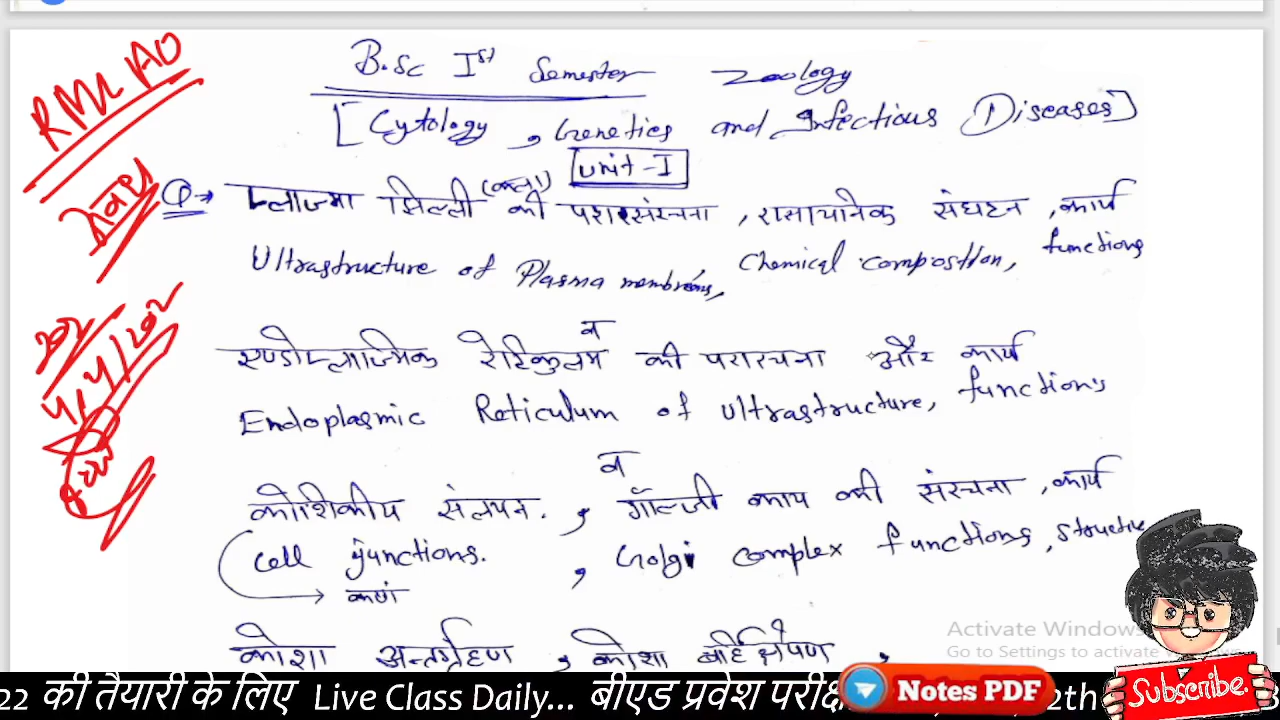 B.Sc Ist Semester Zoology
[Cytology, Genetics and Infectious Diseases]
Unit-I
RMLAU
Q→ प्लाज्मा झिल्ली (कला) की परासंरचना, रासायनिक संघटन, कार्य
Ultrastructure of Plasma membrane, Chemical composition, functions
एण्डोप्लाज्मिक रेटिकुलम व की परासंरचना और कार्य
Endoplasmic Reticulum of Ultrastructure, functions
कोशिकीय संलयन, व गॉल्जी काय की संरचना, कार्य
Cell junctions, Golgi complex functions, structure
कोशा अन्तर्ग्रहण, कोशा बहिर्क्षेपण,
Activate Windows
Go to Settings to activate
22 की तैयारी के लिए Live Class Daily... बीएड प्रवेश परीक्षा
Notes PDF
12th
Subscribe